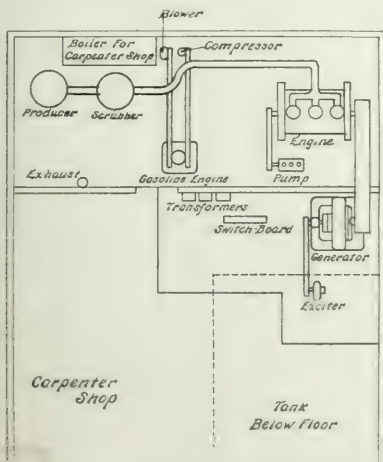 Blower
Boiler For
Carpenter Shop
Compressor
Producer
Scrubber
Engine
Exhaust
Gasoline Engine
Pump
Transformers
Switch-Board
Generator
Exciter
Carpenter
Shop
Tank
Below Floor